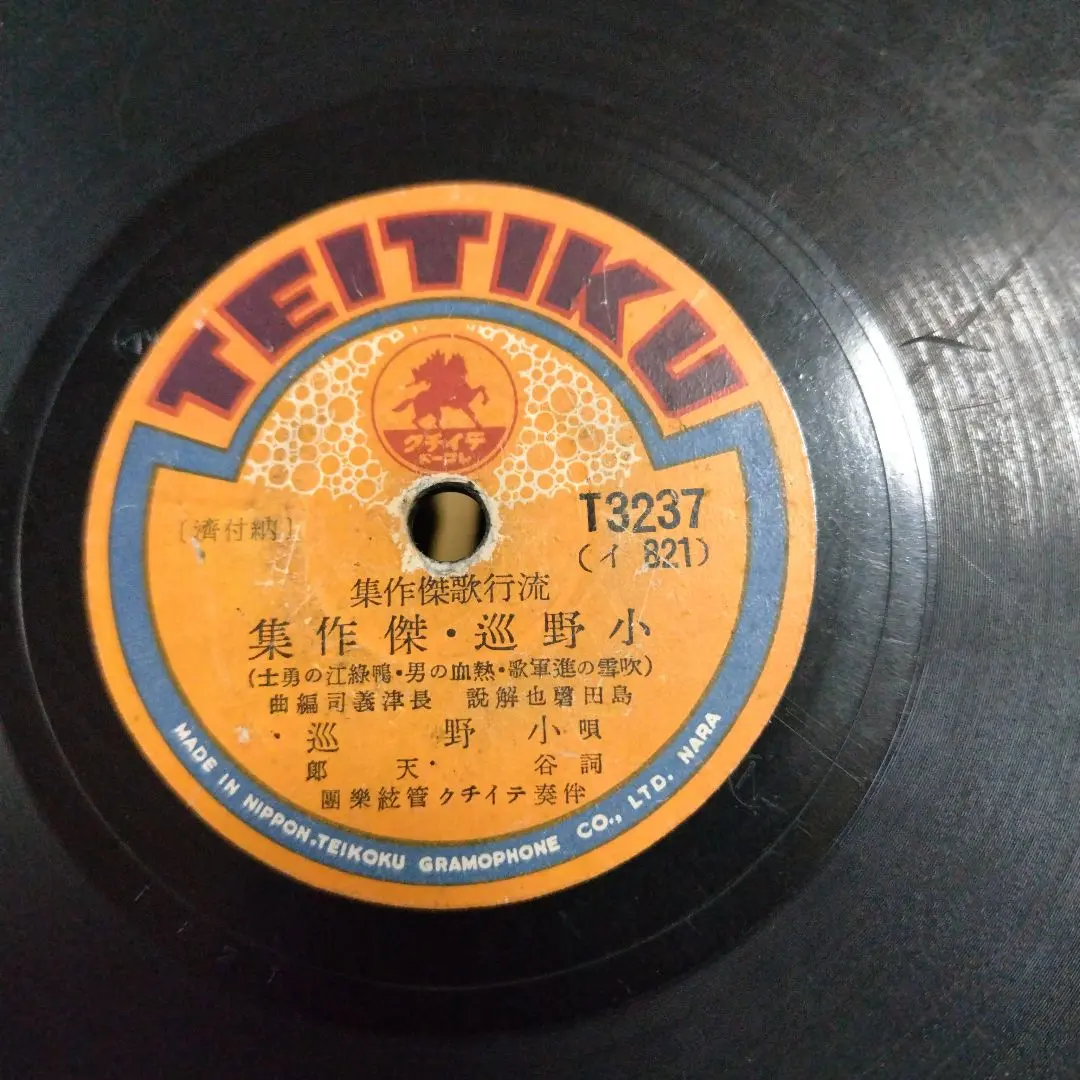 TEITIKU
テイチク
レコード
T3237
(イ 821)
[納付濟]
流行歌傑作集
小野巡・傑作集
(吹雪の進軍歌・熱血の男・鴨綠江の勇士)
島田磬也解說 長津義司編曲
唄 小野巡・
詞 谷・天郎
伴奏テイチク管絃樂團
MADE IN NIPPON.TEIKOKU GRAMOPHONE CO., LTD. NARA